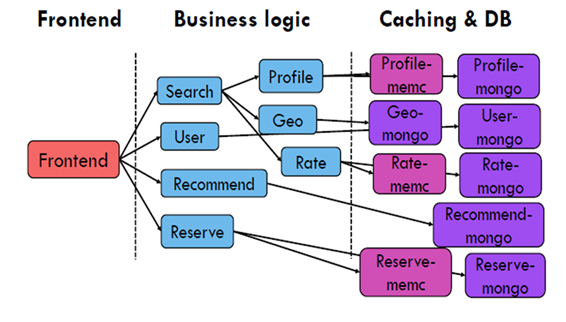 Frontend
Business logic
Caching & DB
Profile
Profile-
memc
Profile-
mongo
Search
Geo
Geo-
mongo
User-
mongo
User
Frontend
Rate
Rate-
memc
Rate-
mongo
Recommend
Recommend-
mongo
Reserve
Reserve-
memc
Reserve-
mongo